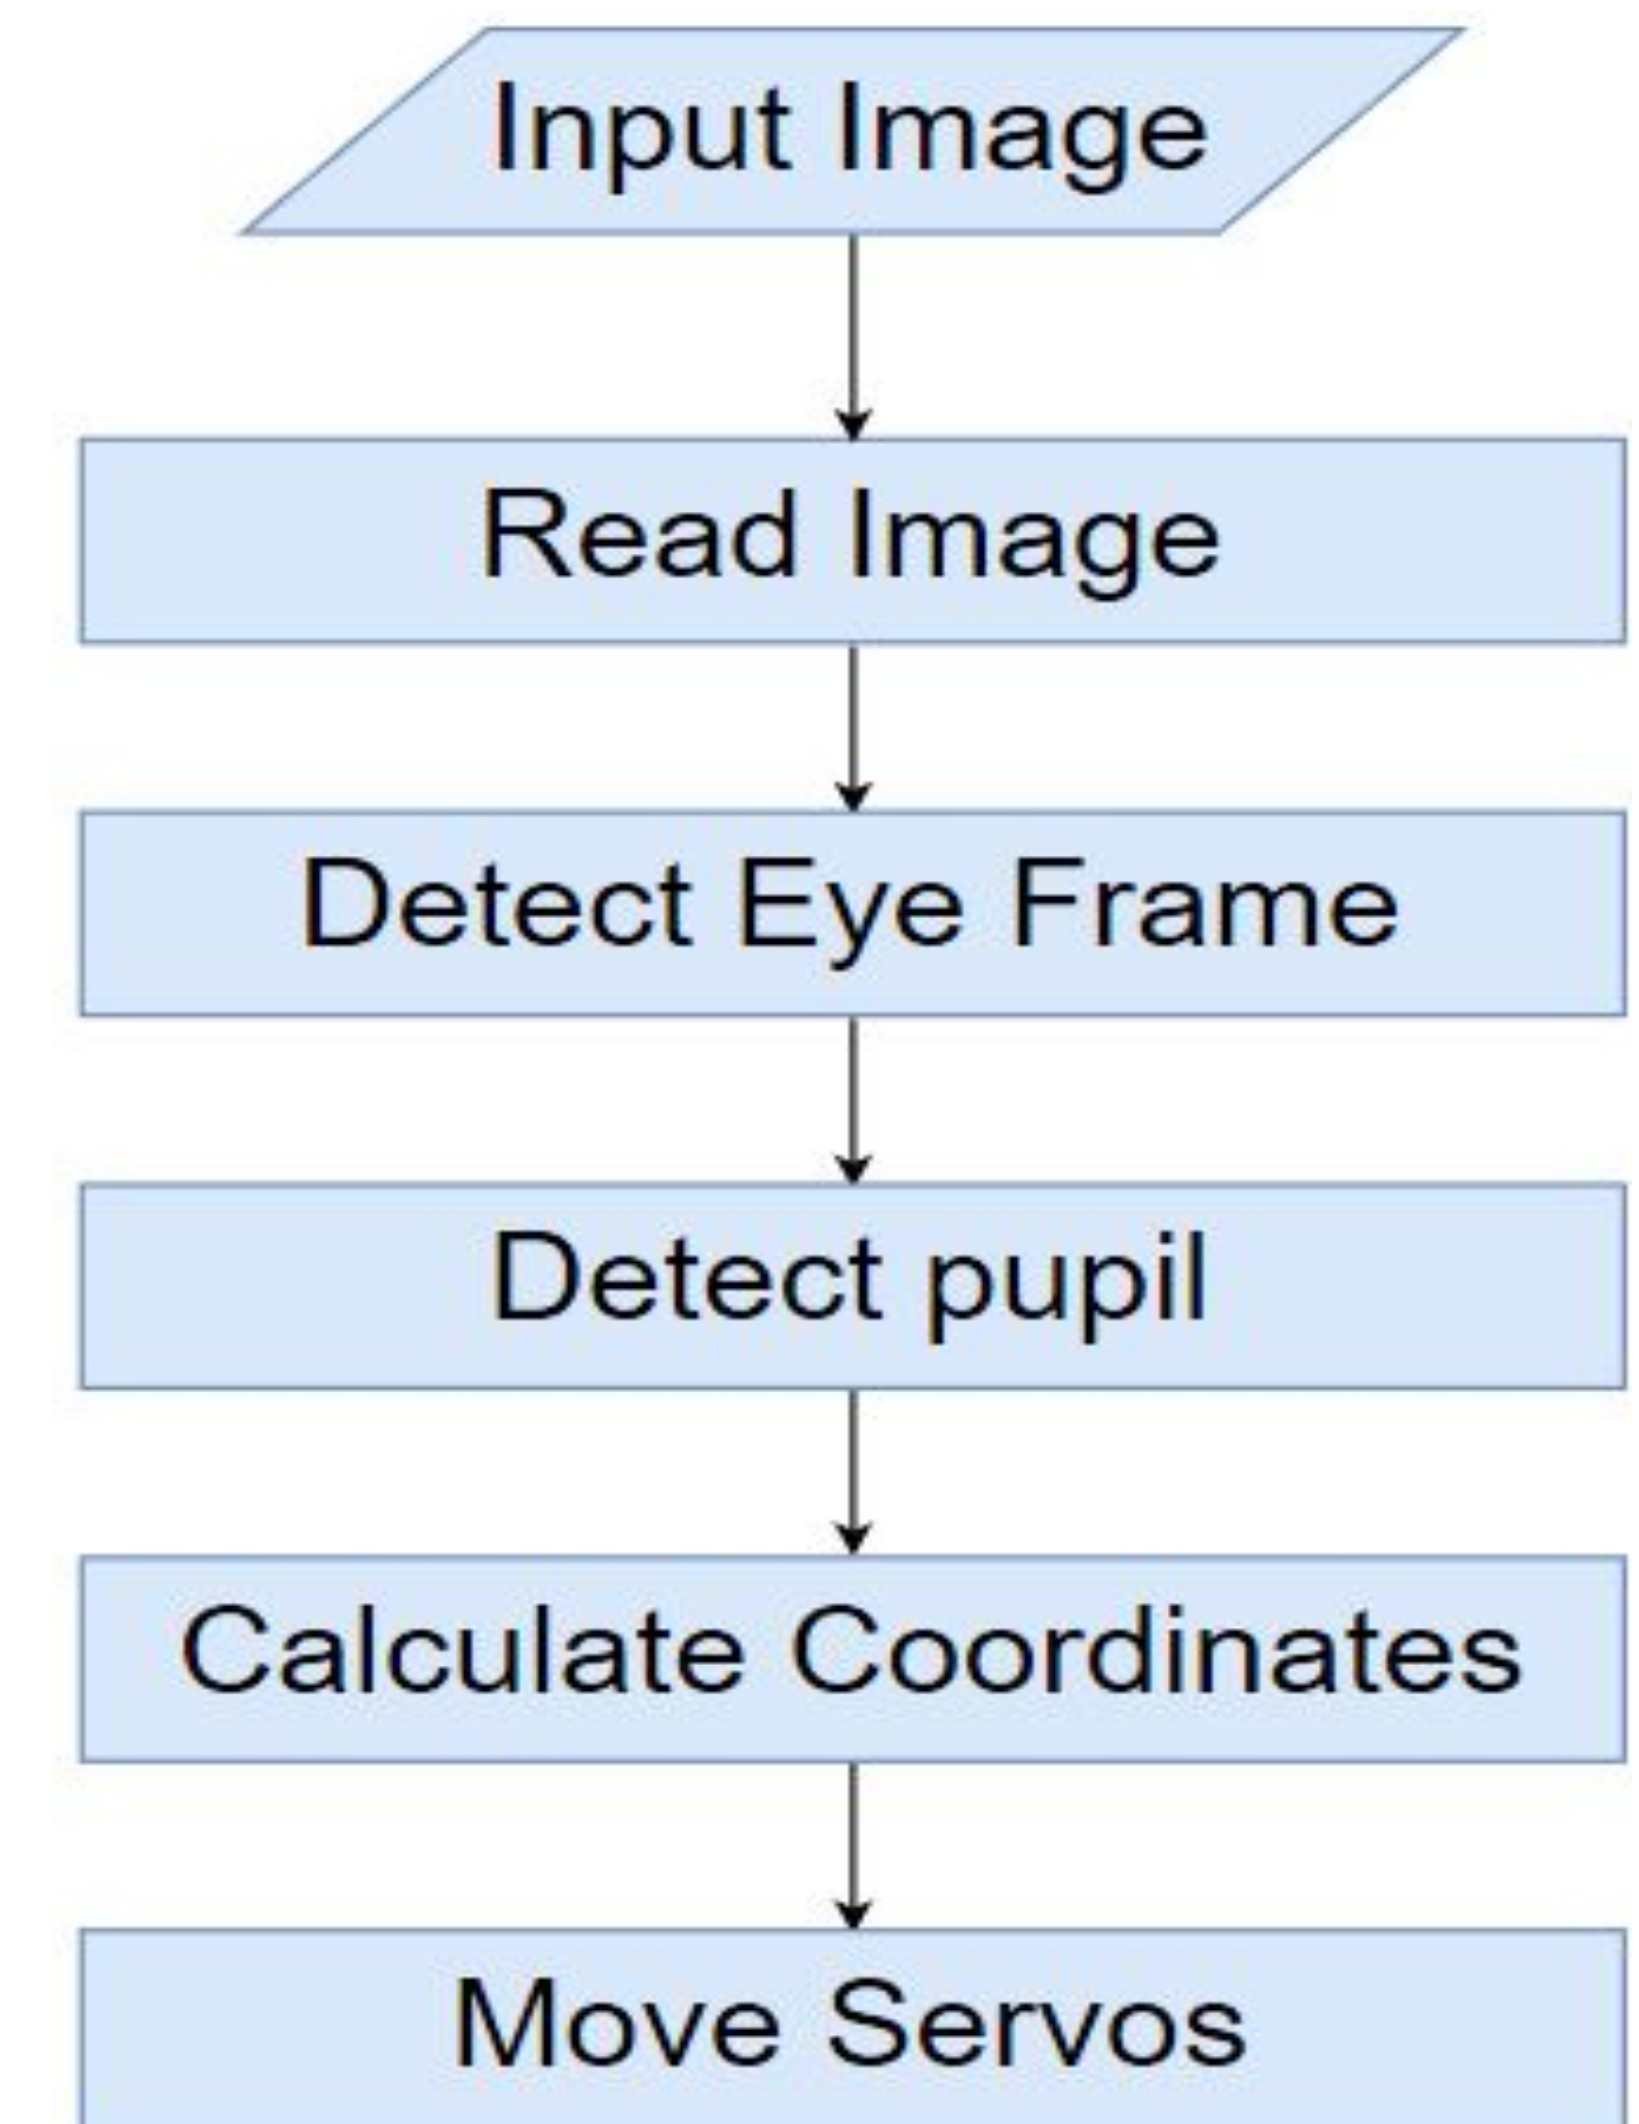 Input Image
Read Image
Detect Eye Frame
Detect pupil
Calculate Coordinates
Move Servos